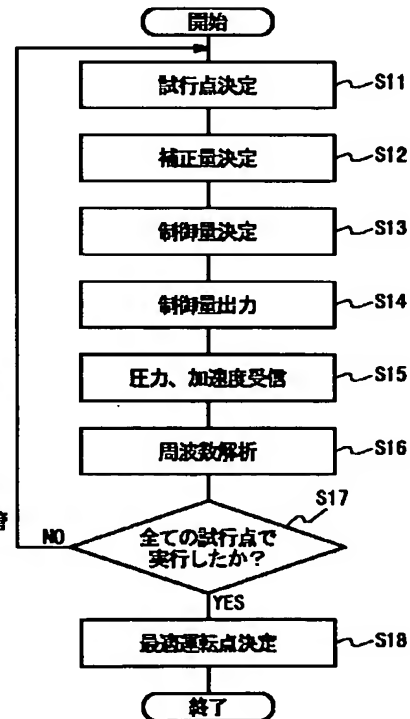 開始
試行点決定
S11
補正量決定
S12
制御量決定
S13
制御量出力
S14
圧力、加速度受信
S15
周波数解析
S16
S17
管
NO
全ての試行点で
実行したか?
YES
最適運転点決定
S18
終了